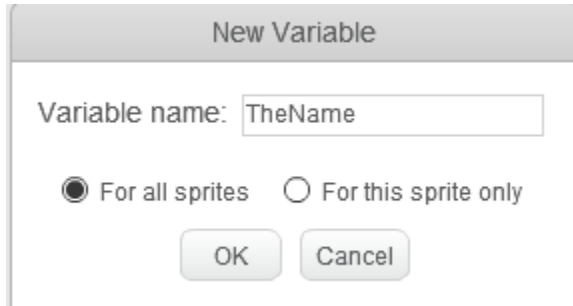 New Variable
Variable name: TheName
For all sprites For this sprite only
OK Cancel